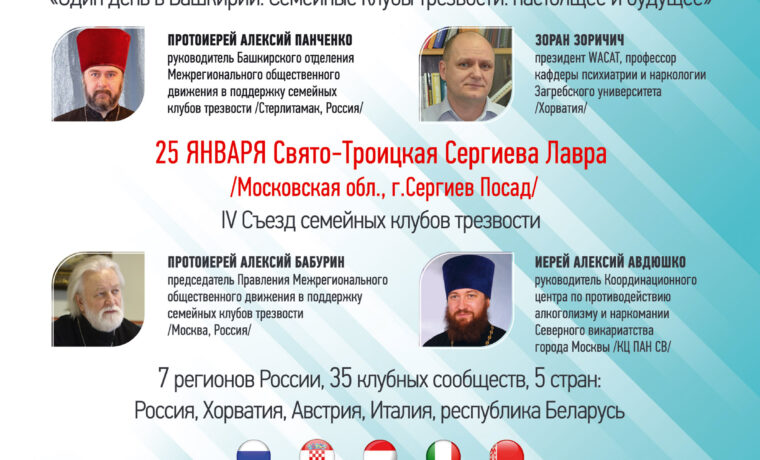 «Один день в Башкирии. Семейные клубы трезвости: настоящее и будущее»
ПРОТОИЕРЕЙ АЛЕКСИЙ ПАНЧЕНКО
руководитель Башкирского отделения
Межрегионального общественного
движения в поддержку семейных
клубов трезвости /Стерлитамак, Россия/
ЗОРАН ЗОРИЧИЧ
президент WACAT, профессор
кафедры психиатрии и наркологии
Загребского университета
/Хорватия/
25 ЯНВАРЯ Свято-Троицкая Сергиева Лавра
/Московская обл., г.Сергиев Посад/
IV Съезд семейных клубов трезвости
ПРОТОИЕРЕЙ АЛЕКСИЙ БАБУРИН
председатель Правления Межрегионального
общественного движения в поддержку
семейных клубов трезвости
/Москва, Россия/
ИЕРЕЙ АЛЕКСИЙ АВДЮШКО
руководитель Координационного
центра по противодействию
алкоголизму и наркомании
Северного викариатства
города Москвы /КЦ ПАН СВ/
7 регионов России, 35 клубных сообществ, 5 стран:
Россия, Хорватия, Австрия, Италия, республика Беларусь